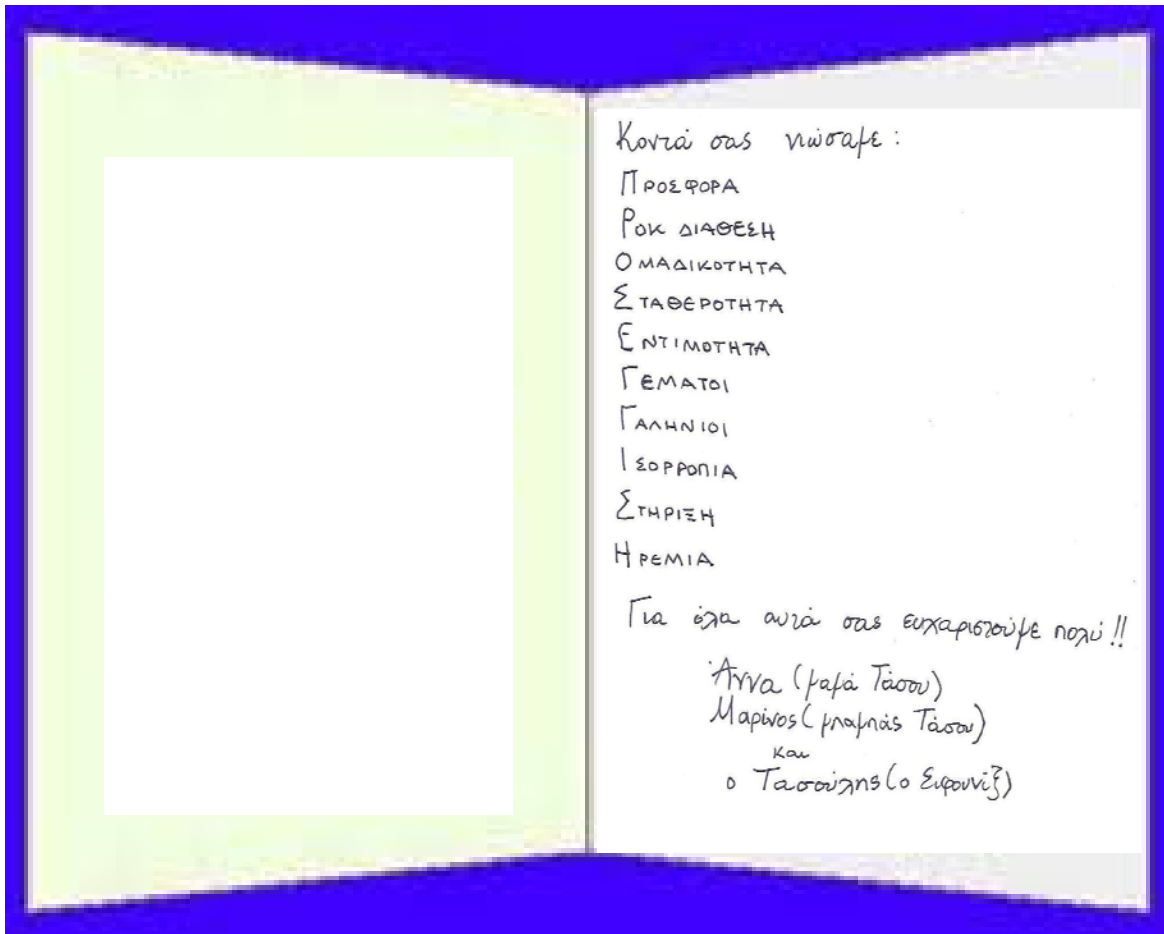 Κοντά σας νιώσαμε:
ΠΡΟΣΦΟΡΑ
ΡΟΚ ΔΙΑΘΕΣΗ
ΟΜΑΔΙΚΟΤΗΤΑ
ΣΤΑΘΕΡΟΤΗΤΑ
ΕΝΤΙΜΟΤΗΤΑ
ΓΕΜΑΤΟΙ
ΓΑΛΗΝΙΟΙ
ΙΣΟΡΡΟΠΙΑ
ΣΤΗΡΙΞΗ
ΗΡΕΜΙΑ
Για όλα αυτά σας ευχαριστούμε πολύ!!
Άννα (μαμά Τάσου)
Μαρίνος (μπαμπάς Τάσου)
και
ο Τασούλης (ο Σιφουνίξ)